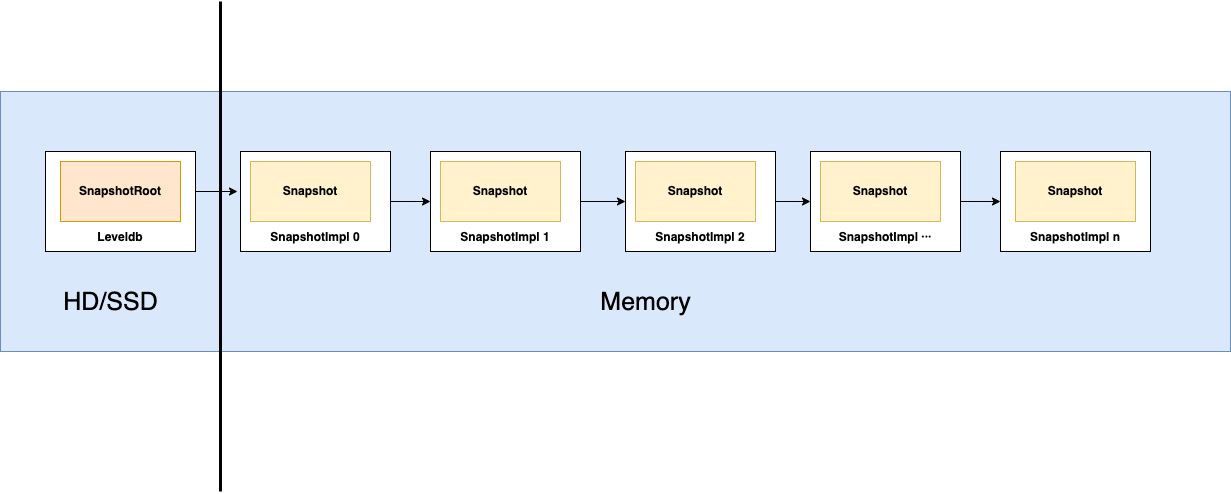 SnapshotRoot
Leveldb
Snapshot
SnapshotImpl 0
Snapshot
SnapshotImpl 1
Snapshot
SnapshotImpl 2
Snapshot
SnapshotImpl ···
Snapshot
SnapshotImpl n
HD/SSD
Memory